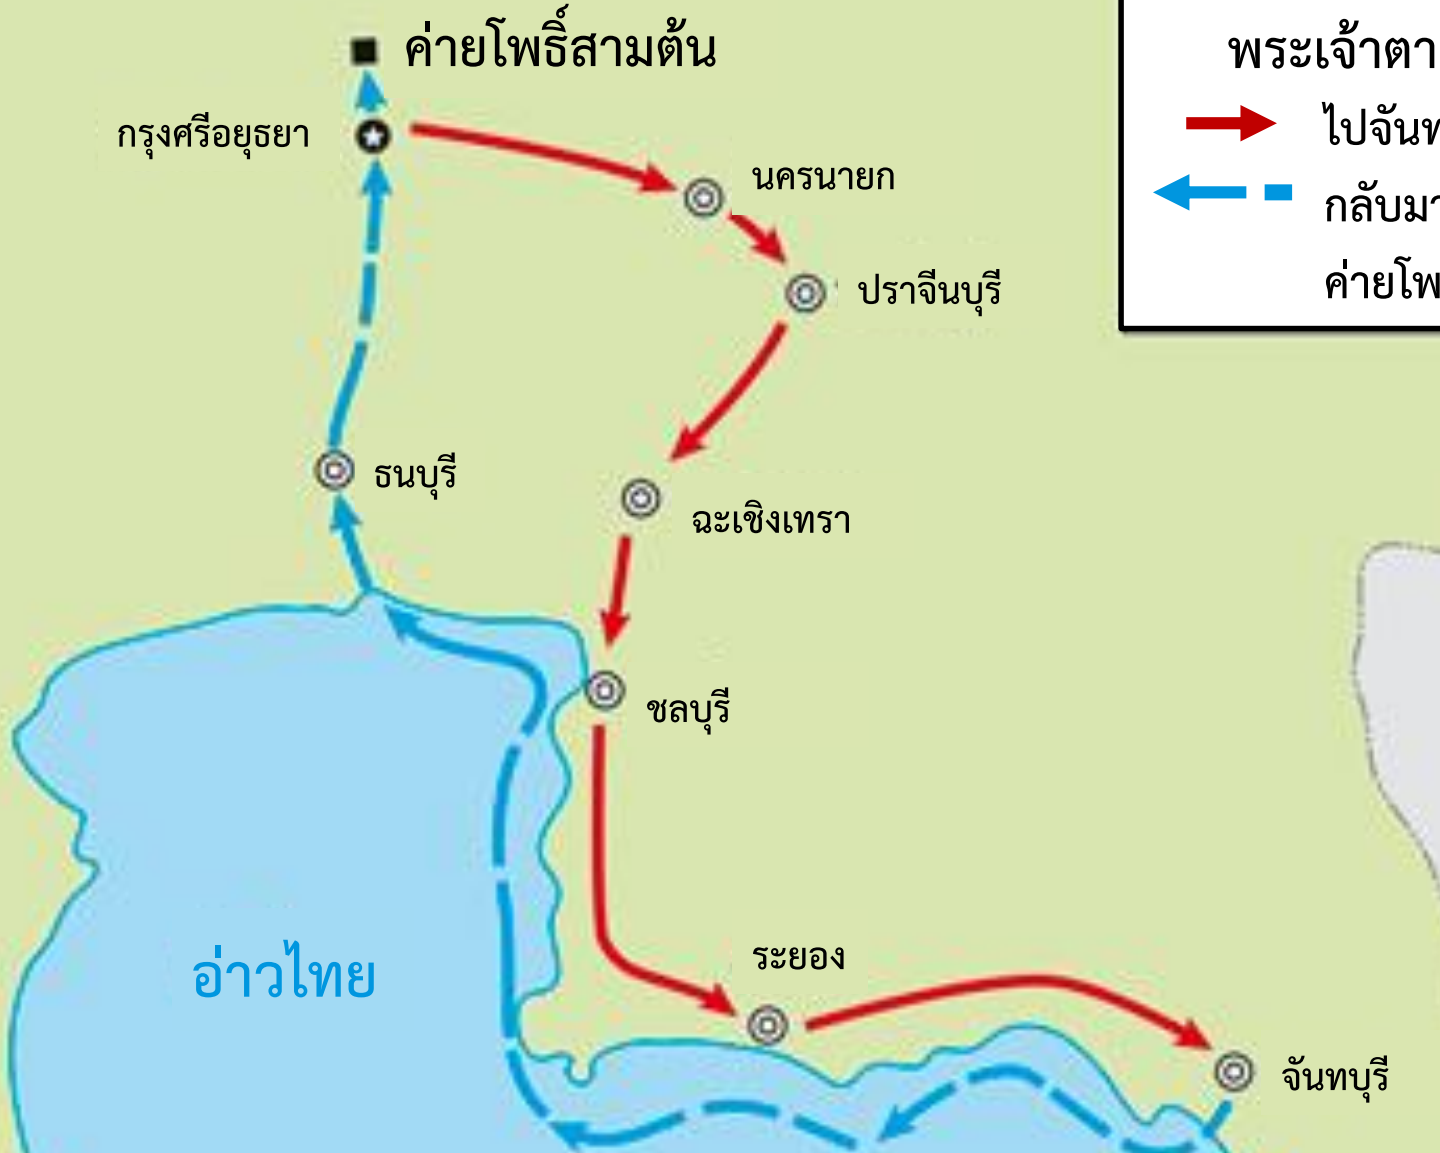 ค่ายโพธิ์สามต้น
กรุงศรีอยุธยา
นครนายก
ปราจีนบุรี
ธนบุรี
ฉะเชิงเทรา
ชลบุรี
อ่าวไทย
ระยอง
จันทบุรี
พระเจ้าตา
ไปจันท
กลับมา
ค่ายโพ